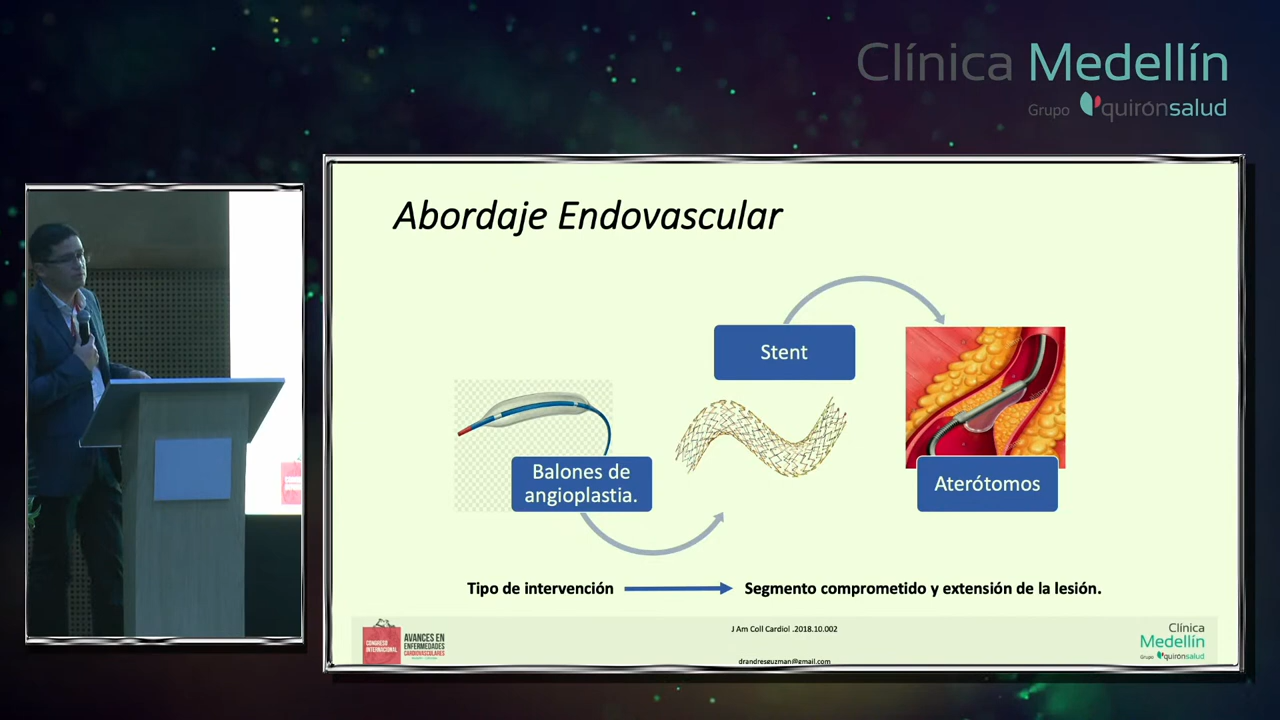 Clínica Medellín
Grupo quirónsalud
Abordaje Endovascular
Stent
Balones de
angioplastia.
Aterótomos
Tipo de intervención
Segmento comprometido y extensión de la lesión.
CONGRESO
INTERNACIONAL
AVANCES EN
ENFERMEDADES
CARDIOVASCULARES
J Am Coll Cardiol .2018.10.002
drandresguzman@gmail.com
Clínica
Medellín
Grupo quirónsalud